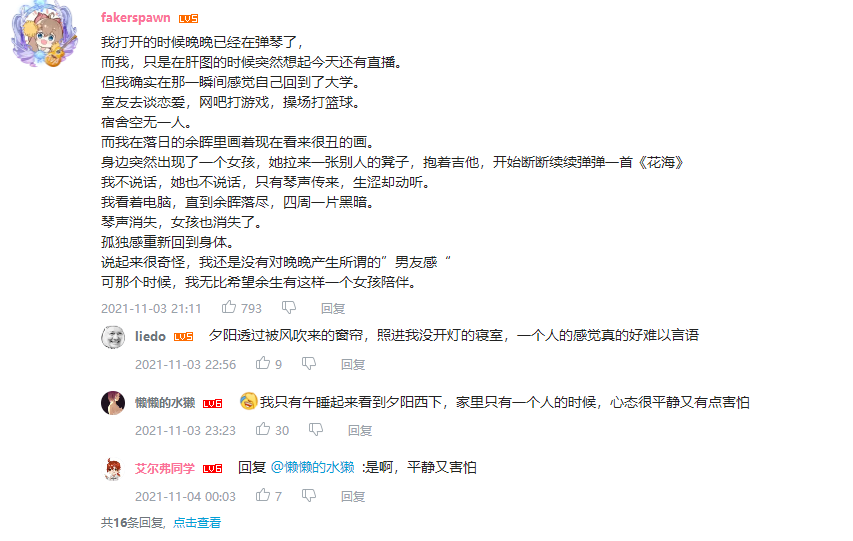 fakerspawn LV5
我打开的时候晚晚已经在弹琴了，
而我，只是在肝图的时候突然想起今天还有直播。
但我确实在那一瞬间感觉自己回到了大学。
室友去谈恋爱，网吧打游戏，操场打篮球。
宿舍空无一人。
而我在落日的余晖里画着现在看来很丑的画。
身边突然出现了一个女孩，她拉来一张别人的凳子，抱着吉他，开始断断续续弹弹一首《花海》
我不说话，她也不说话，只有琴声传来，生涩却动听。
我看着电脑，直到余晖落尽，四周一片黑暗。
琴声消失，女孩也消失了。
孤独感重新回到身体。
说起来很奇怪，我还是没有对晚晚产生所谓的”男友感“
可那个时候，我无比希望余生有这样一个女孩陪伴。
2021-11-03 21:11 793 回复
liedo LV5 夕阳透过被风吹来的窗帘，照进我没开灯的寝室，一个人的感觉真的好难以言语
2021-11-03 22:56 9 回复
懒懒的水獭 LV6 我只有午睡起来看到夕阳西下，家里只有一个人的时候，心态很平静又有点害怕
2021-11-03 23:23 30 回复
艾尔弗同学 LV6 回复 @懒懒的水獭 :是啊，平静又害怕
2021-11-04 00:03 7 回复
共16条回复, 点击查看